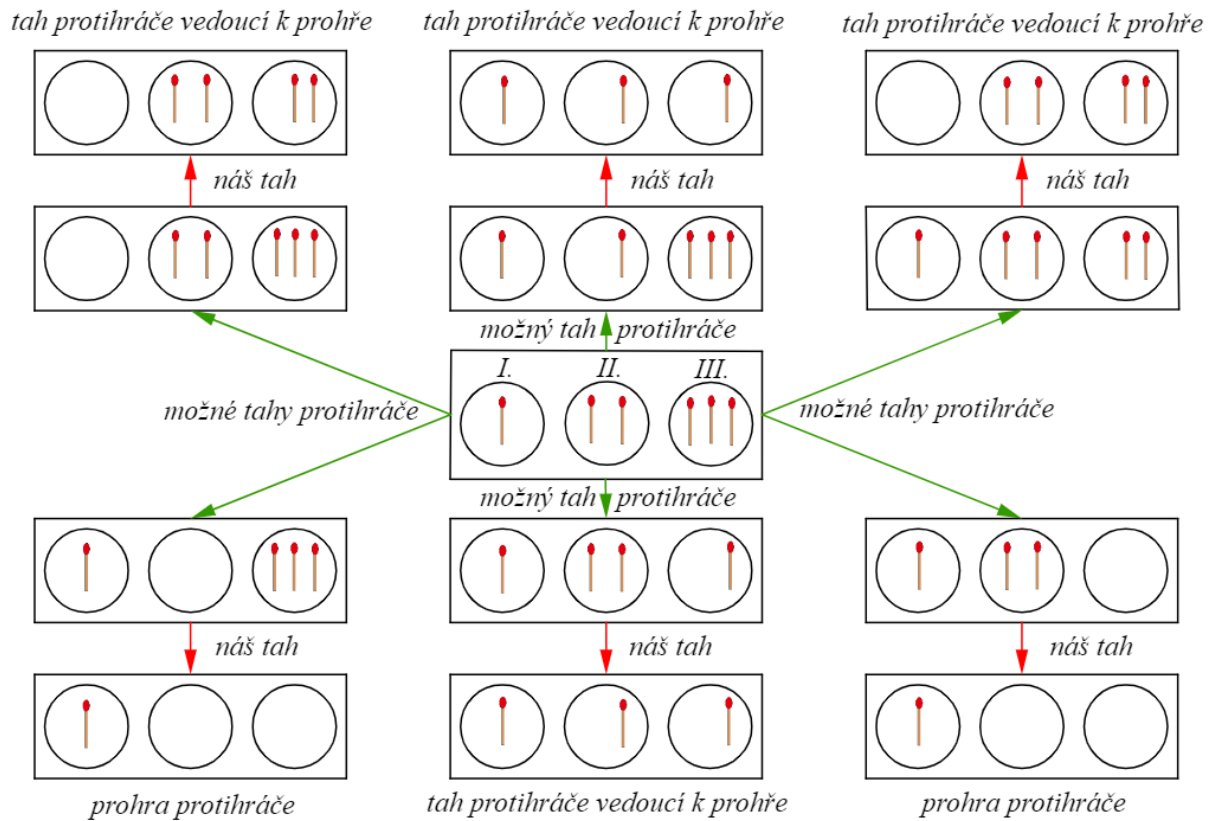 tah protihráče vedoucí k prohře
tah protihráče vedoucí k prohře
tah protihráče vedoucí k prohře
náš tah
náš tah
náš tah
možný tah protihráče
I. II. III.
možné tahy protihráče
možné tahy protihráče
možný tah protihráče
náš tah
náš tah
náš tah
prohra protihráče
tah protihráče vedoucí k prohře
prohra protihráče